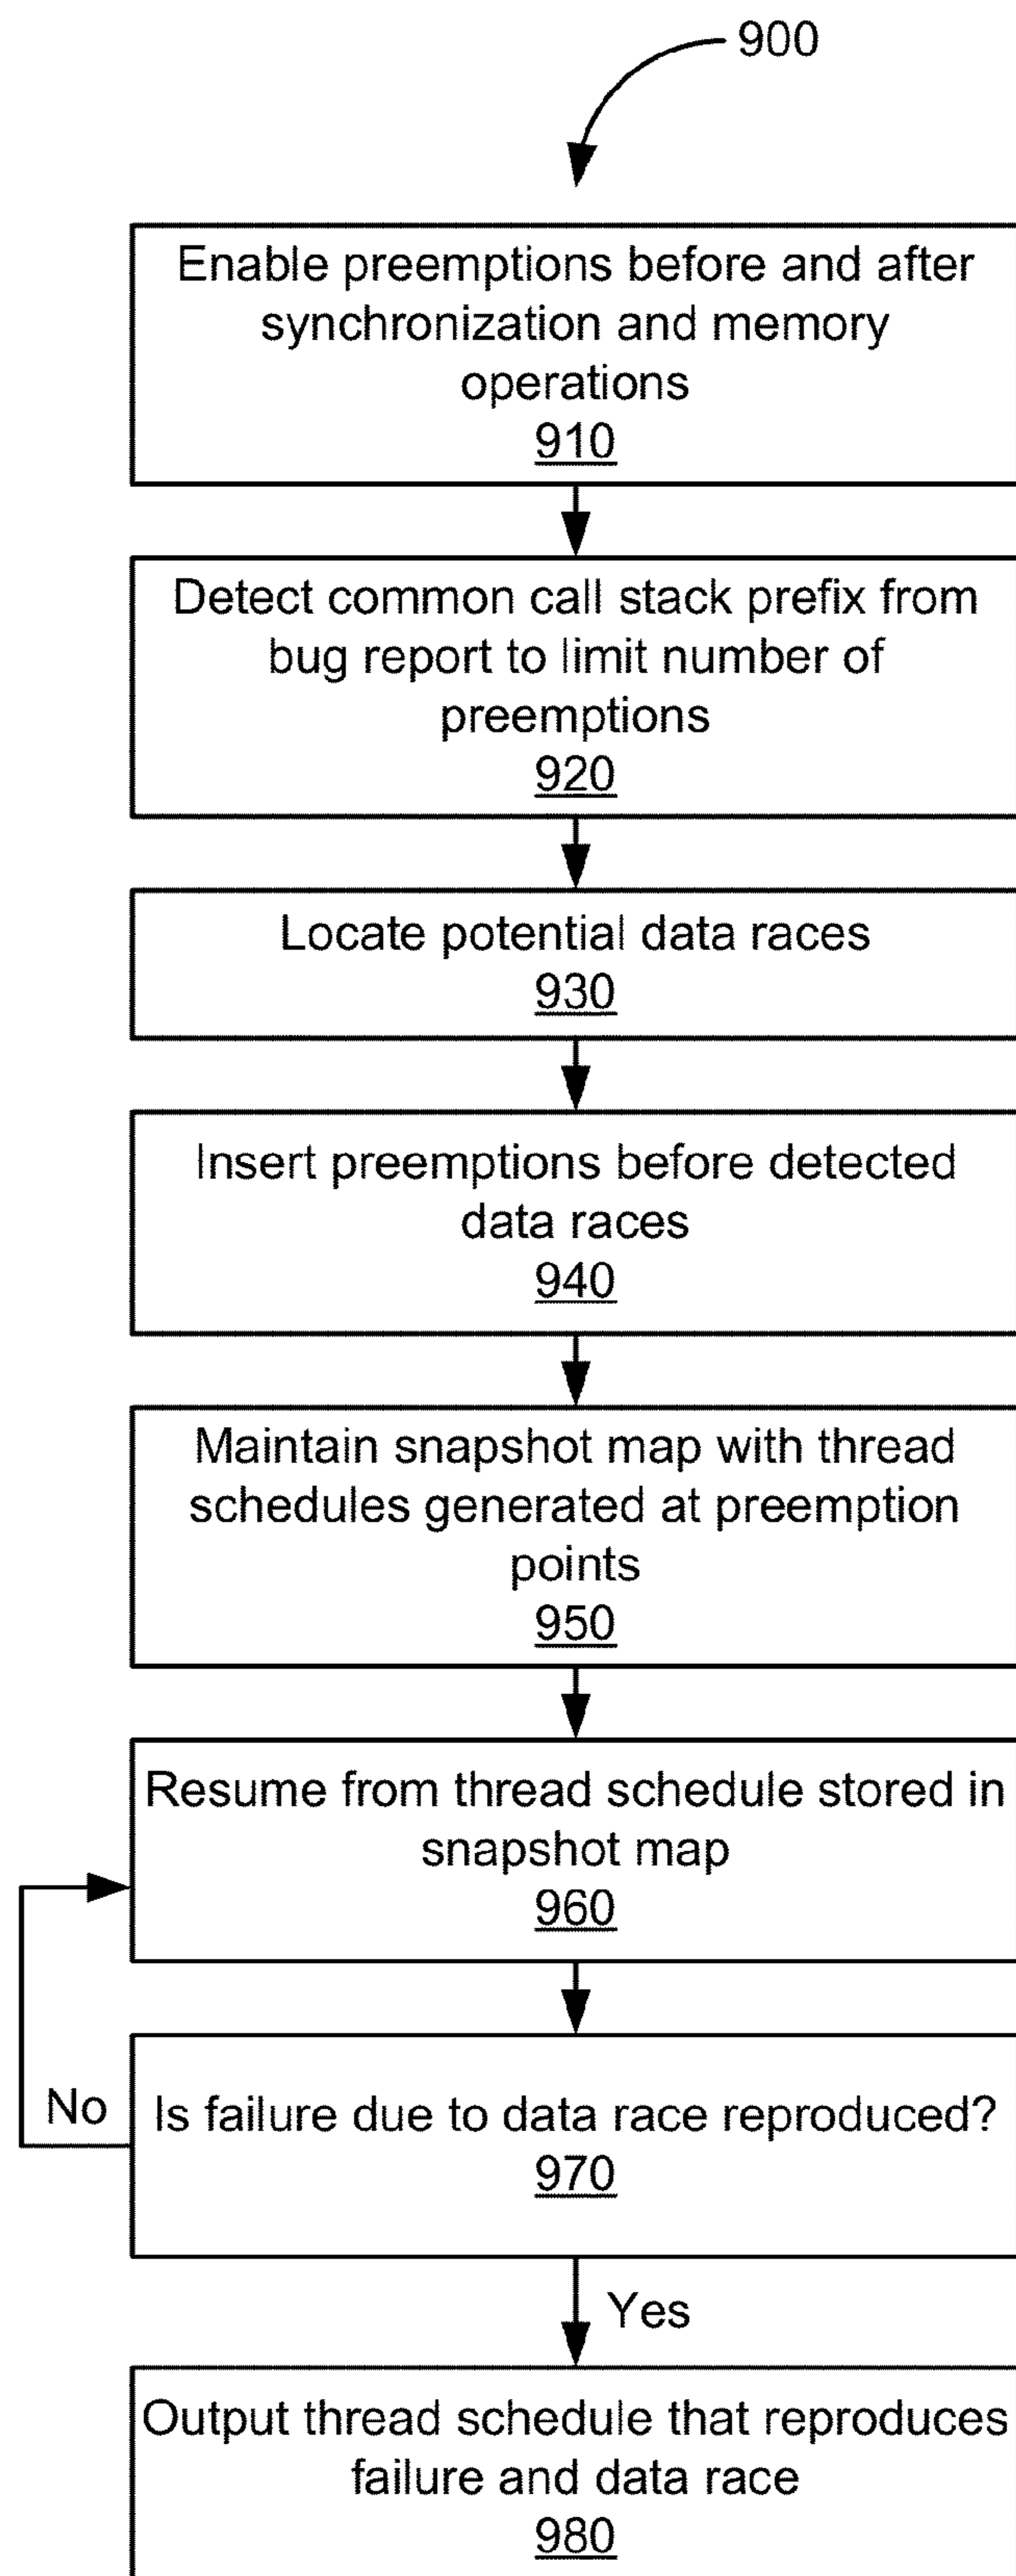 900
Enable preemptions before and after
synchronization and memory
operations
910
Detect common call stack prefix from
bug report to limit number of
preemptions
920
Locate potential data races
930
Insert preemptions before detected
data races
940
Maintain snapshot map with thread
schedules generated at preemption
points
950
Resume from thread schedule stored in
snapshot map
960
No
Is failure due to data race reproduced?
970
Yes
Output thread schedule that reproduces
failure and data race
980